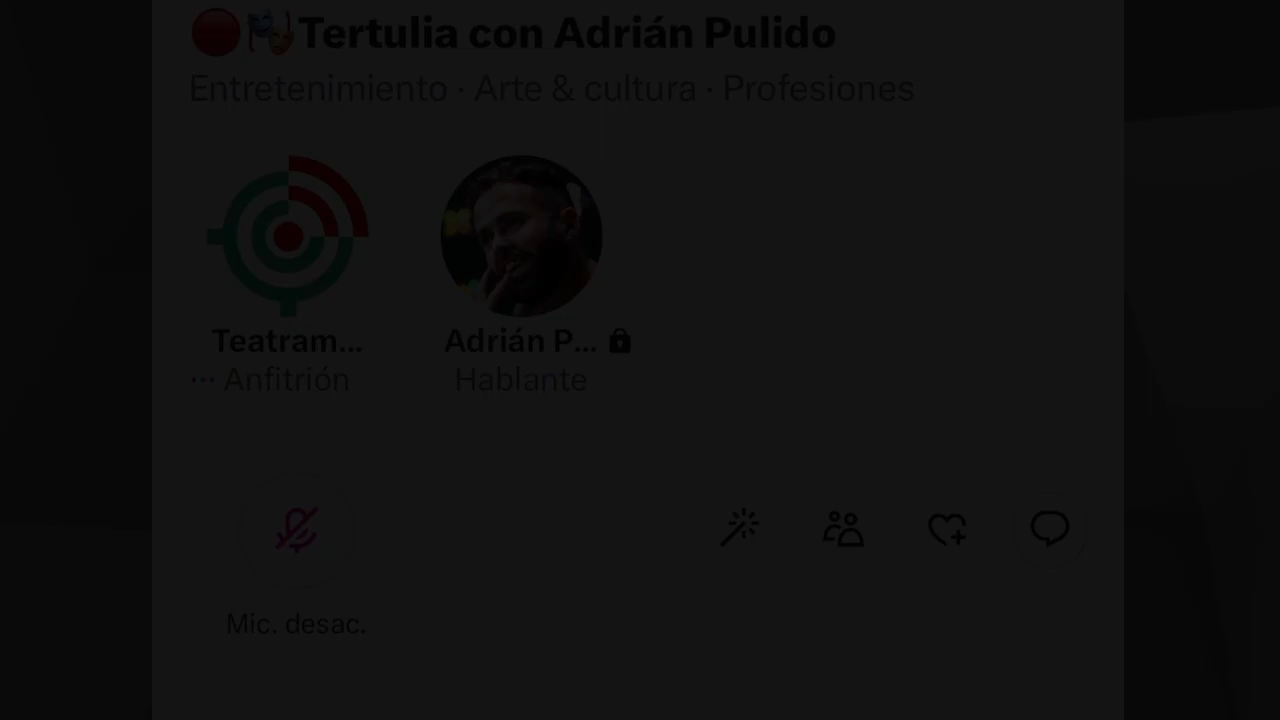 Tertulia con Adrián Pulido
Entretenimiento · Arte & cultura · Profesiones
Teatram...
Adrián P...
··· Anfitrión
Hablante
Mic. desac.